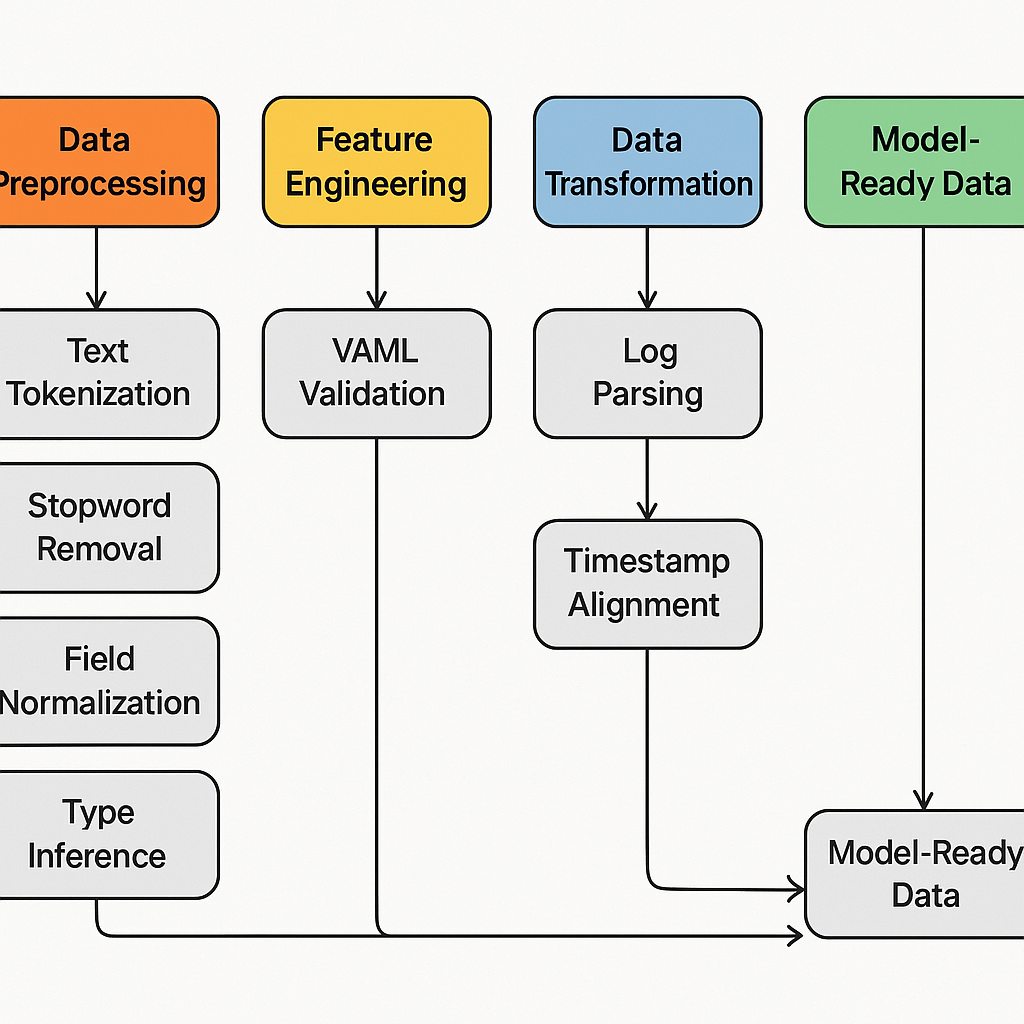 Data
Preprocessing
Feature
Engineering
Data
Transformation
Model-
Ready Data
Text
Tokenization
VAML
Validation
Log
Parsing
Stopword
Removal
Timestamp
Alignment
Field
Normalization
Type
Inference
Model-Ready
Data